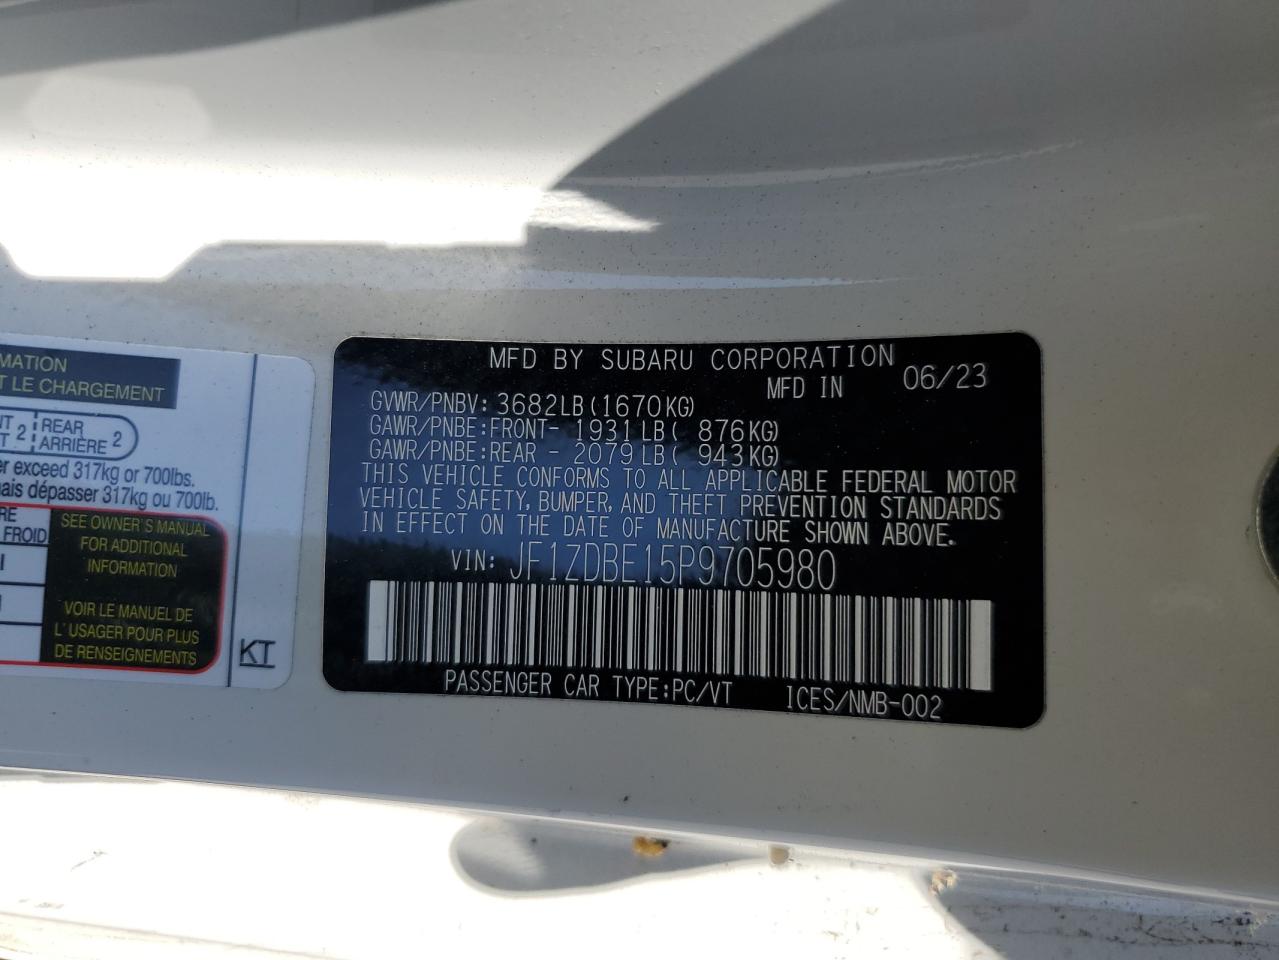 MATION
T LE CHARGEMENT
2 REAR
ARRIÈRE 2
er exceed 317kg or 700lbs.
mais dépasser 317kg ou 700lb.
RE
FROID
SEE OWNER'S MANUAL
FOR ADDITIONAL
INFORMATION
VOIR LE MANUEL DE
L'USAGER POUR PLUS
DE RENSEIGNEMENTS
KT
MFD BY SUBARU CORPORATION
MFD IN 06/23
GVWR/PNBV: 3682LB(1670KG)
GAWR/PNBE:FRONT- 1931LB( 876KG)
GAWR/PNBE:REAR - 2079LB( 943KG)
THIS VEHICLE CONFORMS TO ALL APPLICABLE FEDERAL MOTOR
VEHICLE SAFETY, BUMPER, AND THEFT PREVENTION STANDARDS
IN EFFECT ON THE DATE OF MANUFACTURE SHOWN ABOVE.
VIN: JF1ZDBE15P9705980
PASSENGER CAR TYPE:PC/VT ICES/NMB-002